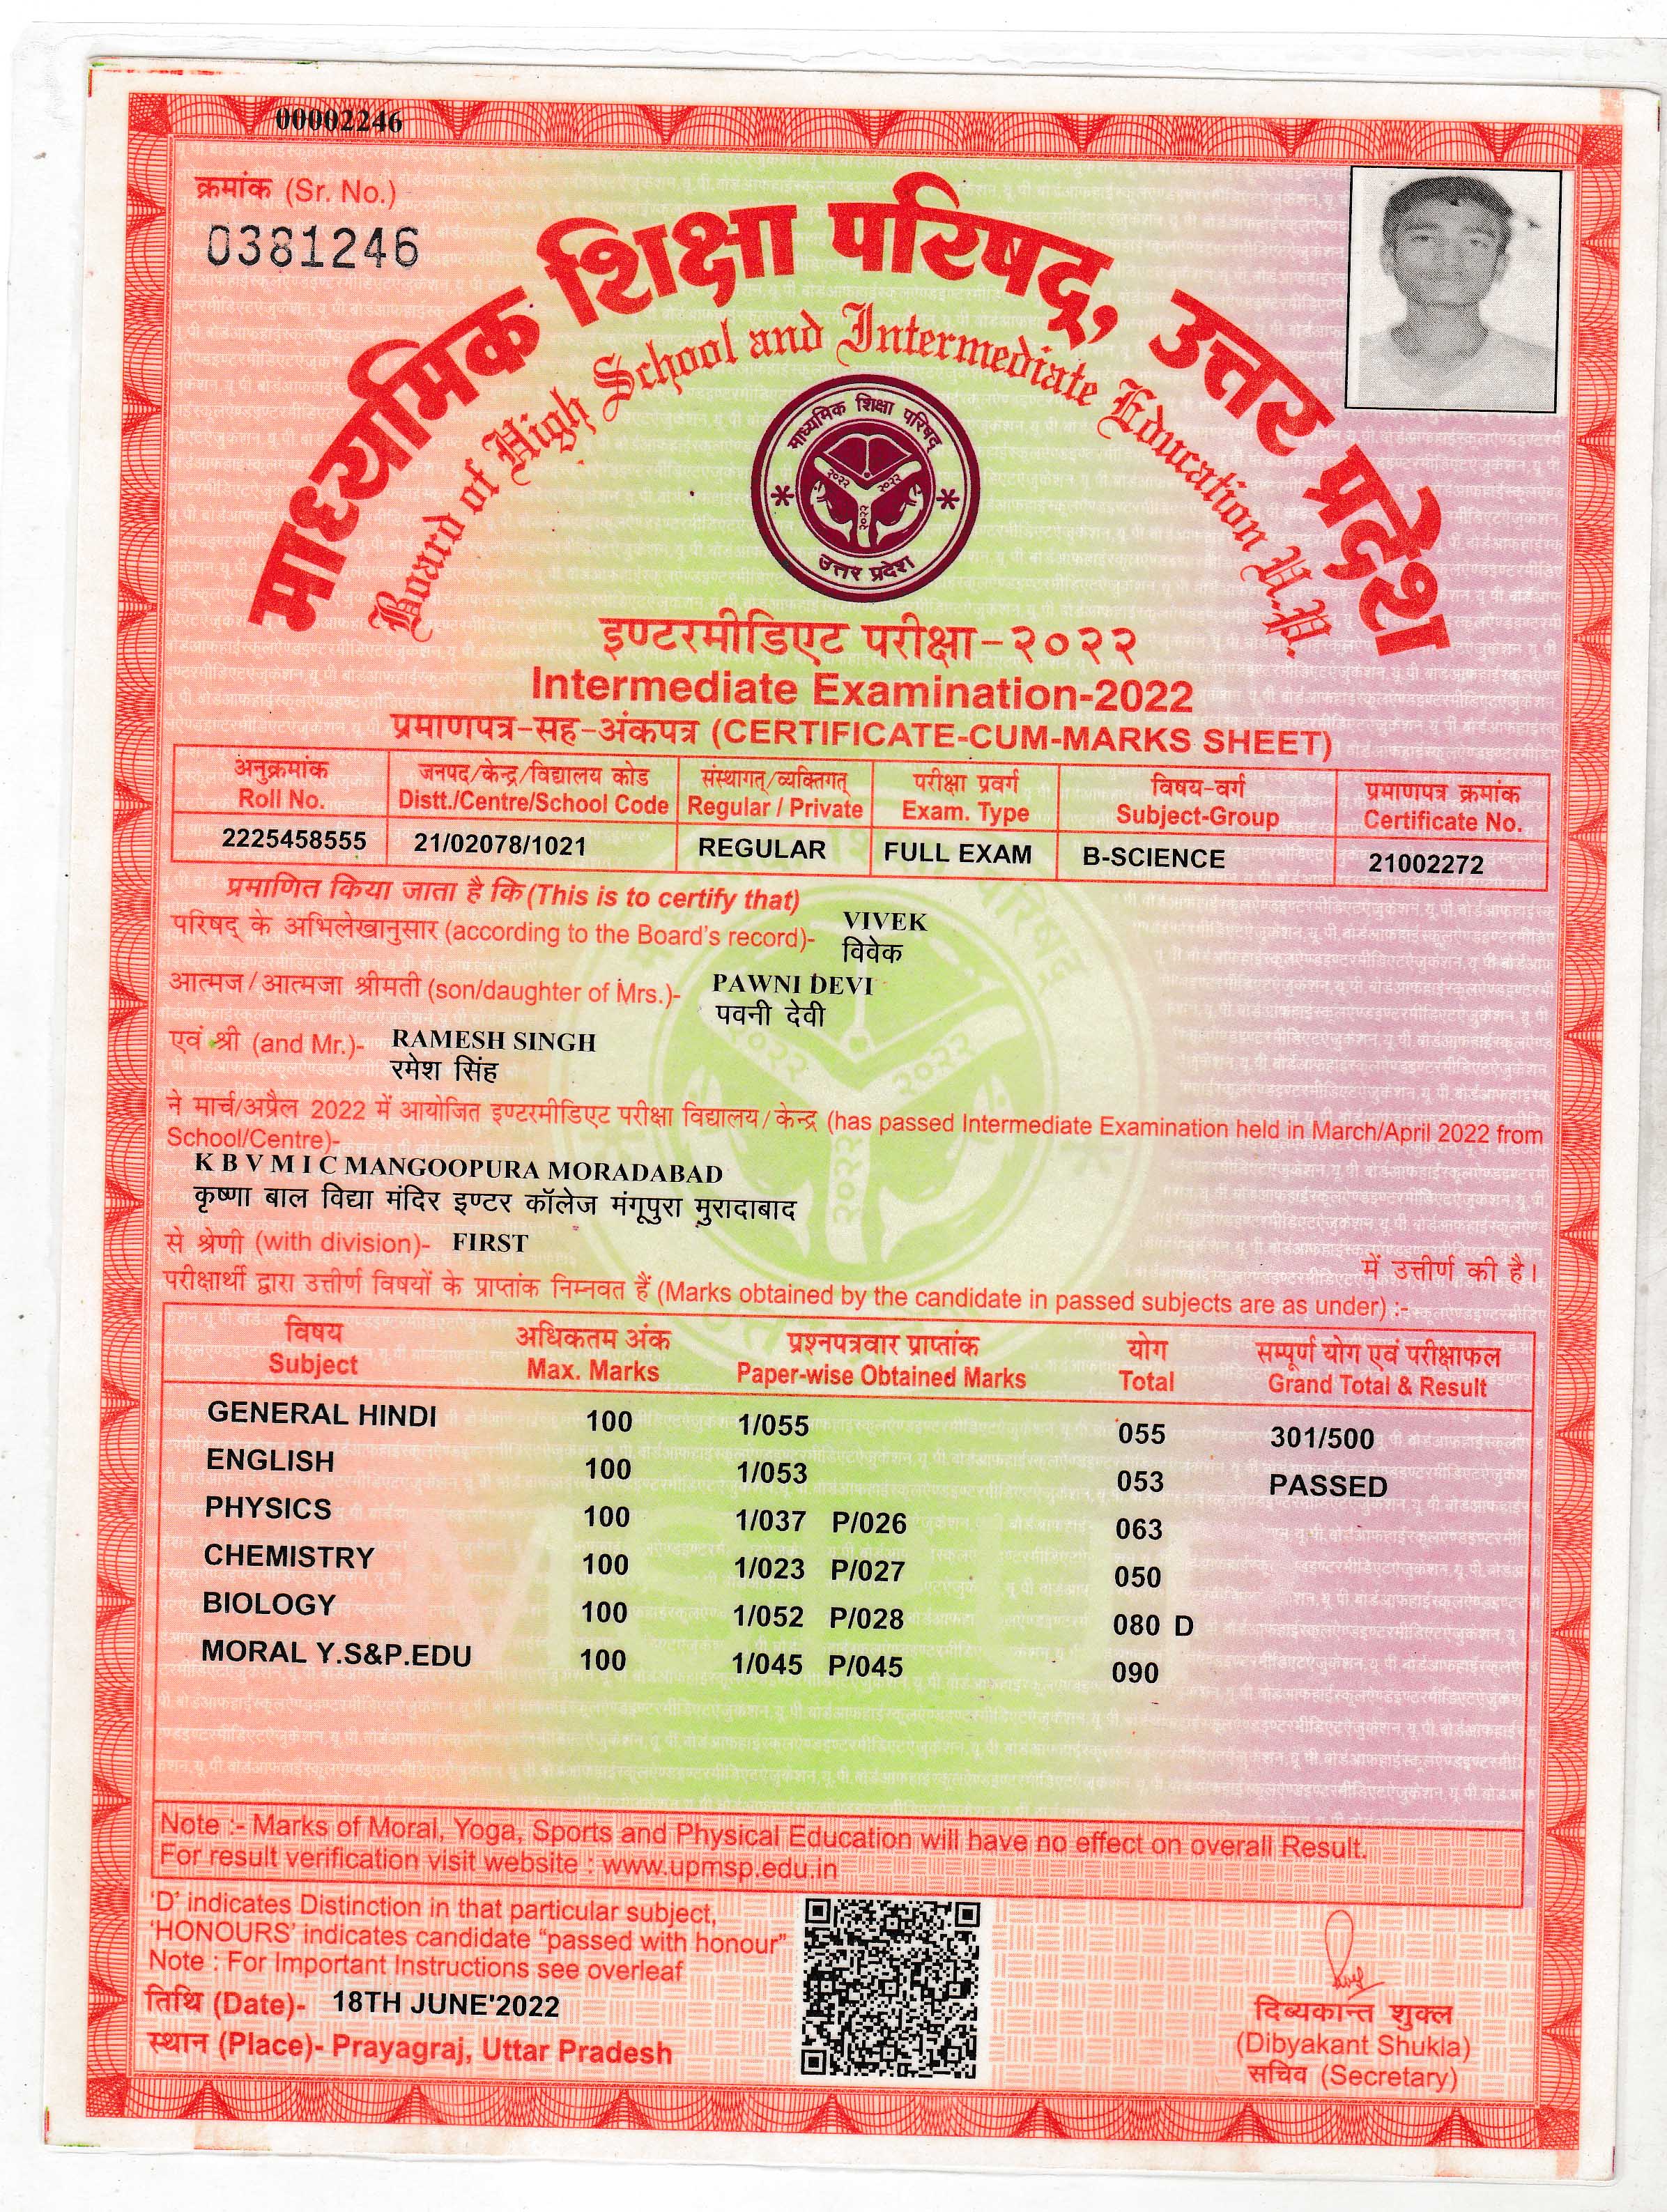 00002246
क्रमांक (Sr. No.)
0381246
माध्यमिक शिक्षा परिषद्, उत्तर प्रदेश
Board of High School and Intermediate Education U.P.
माध्यमिक शिक्षा परिषद्
२०२२ २०२२
२०२२
उत्तर प्रदेश
इण्टरमीडिएट परीक्षा-२०२२
Intermediate Examination-2022
प्रमाणपत्र-सह-अंकपत्र (CERTIFICATE-CUM-MARKS SHEET)
अनुक्रमांक जनपद/केन्द्र/विद्यालय कोड संस्थागत्/व्यक्तिगत् परीक्षा प्रवर्ग विषय-वर्ग प्रमाणपत्र क्रमांक
Roll No. Distt./Centre/School Code Regular / Private Exam. Type Subject-Group Certificate No.
2225458555 21/02078/1021 REGULAR FULL EXAM B-SCIENCE 21002272
प्रमाणित किया जाता है कि (This is to certify that)
परिषद् के अभिलेखानुसार (according to the Board's record)- VIVEK
विवेक
आत्मज/आत्मजा श्रीमती (son/daughter of Mrs.)- PAWNI DEVI
पवनी देवी
एवं श्री (and Mr.)- RAMESH SINGH
रमेश सिंह
ने मार्च/अप्रैल 2022 में आयोजित इण्टरमीडिएट परीक्षा विद्यालय/केन्द्र (has passed Intermediate Examination held in March/April 2022 from
School/Centre)-
K B V M I C MANGOOPURA MORADABAD
कृष्णा बाल विद्या मंदिर इण्टर कॉलेज मंगूपुरा मुरादाबाद
से श्रेणी (with division)- FIRST
में उत्तीर्ण की है।
परीक्षार्थी द्वारा उत्तीर्ण विषयों के प्राप्तांक निम्नवत हैं (Marks obtained by the candidate in passed subjects are as under) :-
विषय अधिकतम अंक प्रश्नपत्रवार प्राप्तांक योग सम्पूर्ण योग एवं परीक्षाफल
Subject Max. Marks Paper-wise Obtained Marks Total Grand Total & Result
GENERAL HINDI 100 1/055 055 301/500
ENGLISH 100 1/053 053 PASSED
PHYSICS 100 1/037 P/026 063
CHEMISTRY 100 1/023 P/027 050
BIOLOGY 100 1/052 P/028 080 D
MORAL Y.S&P.EDU 100 1/045 P/045 090
Note :- Marks of Moral, Yoga, Sports and Physical Education will have no effect on overall Result.
For result verification visit website : www.upmsp.edu.in
'D' indicates Distinction in that particular subject,
'HONOURS' indicates candidate "passed with honour"
Note : For Important Instructions see overleaf
तिथि (Date)- 18TH JUNE'2022
स्थान (Place)- Prayagraj, Uttar Pradesh
दिब्यकान्त शुक्ल
(Dibyakant Shukla)
सचिव (Secretary)